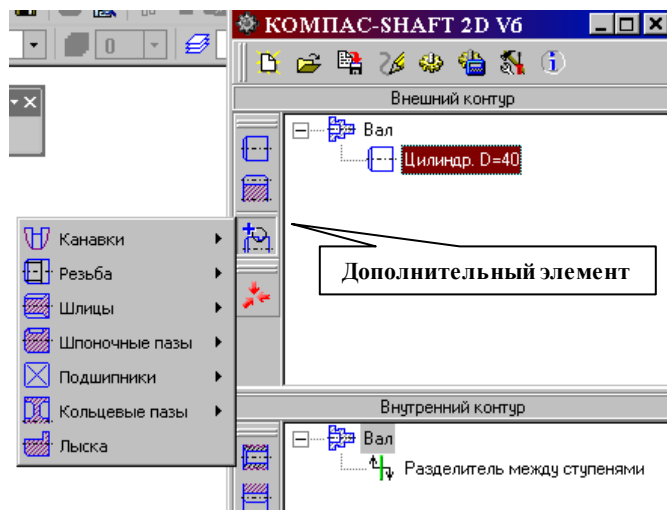 КОМПАС-SHAFT 2D V6
0
Внешний контур
Вал
Цилиндр. D=40
Канавки
Резьба
Шлицы
Шпоночные пазы
Подшипники
Кольцевые пазы
Лыска
Дополнительный элемент
Внутренний контур
Вал
Разделитель между ступенями